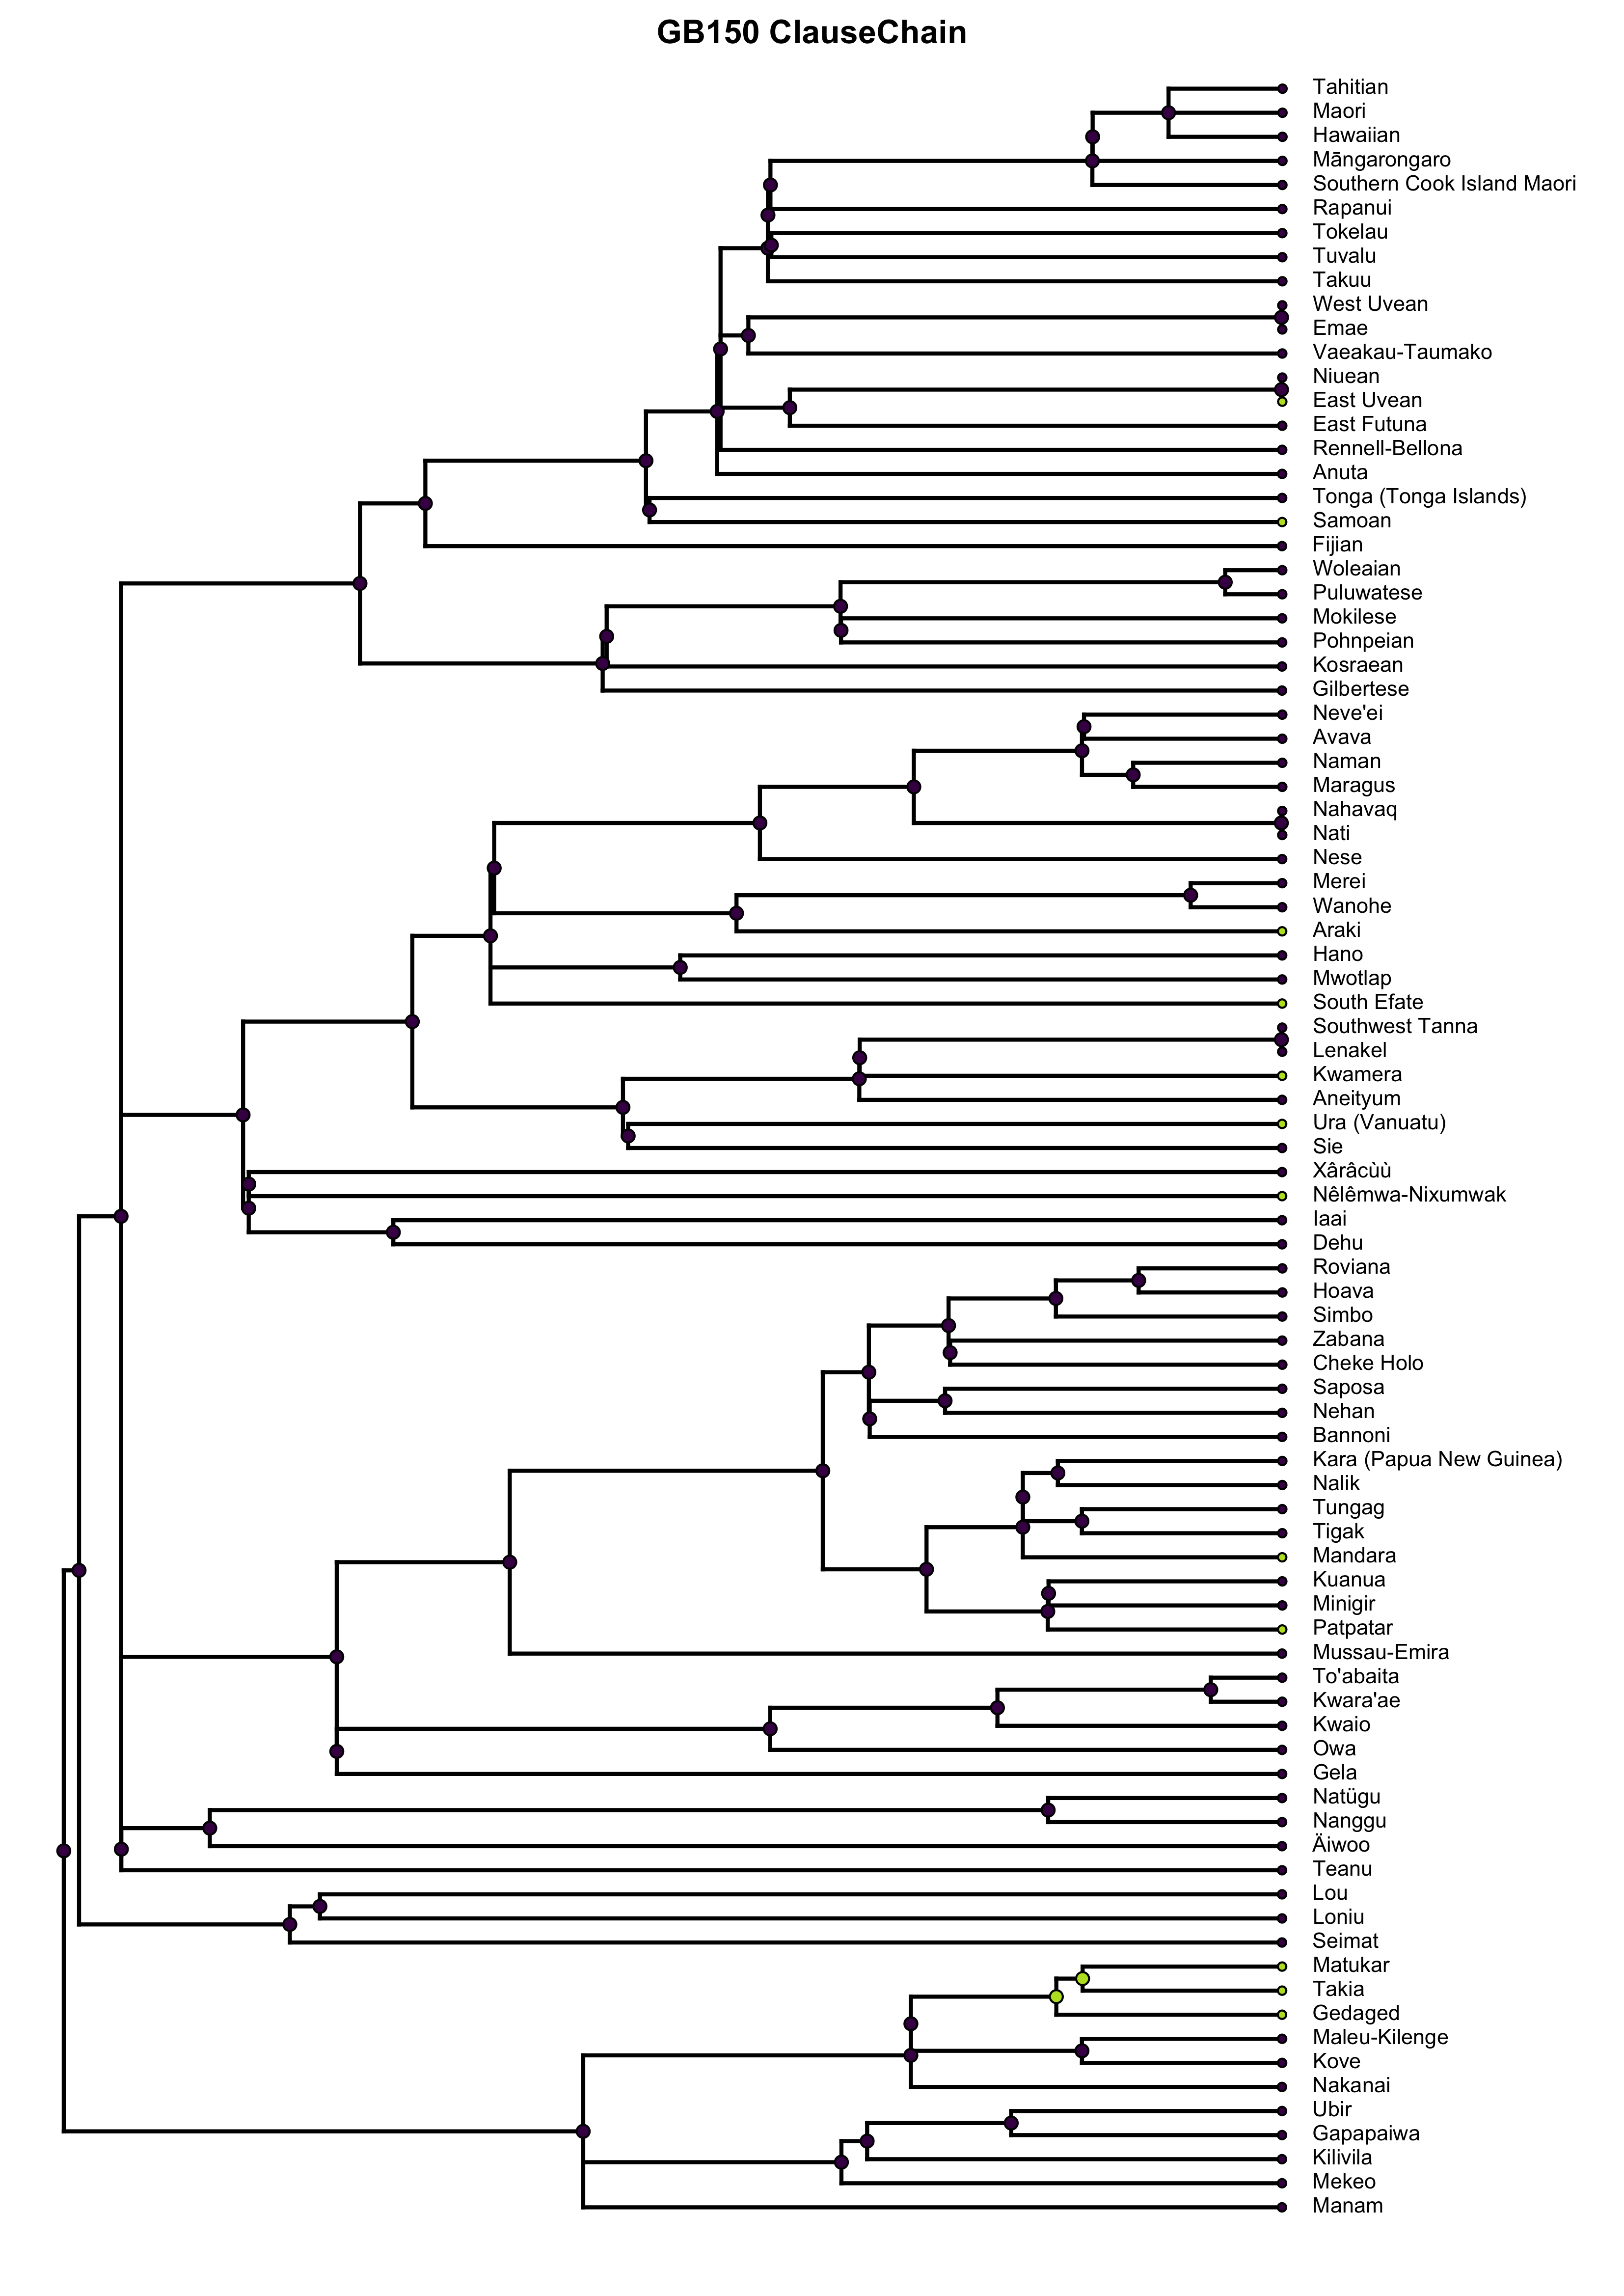 GB150 ClauseChain
Tahitian
Maori
Hawaiian
Māngarongaro
Southern Cook Island Maori
Rapanui
Tokelau
Tuvalu
Takuu
West Uvean
Emae
Vaeakau-Taumako
Niuean
East Uvean
East Futuna
Rennell-Bellona
Anuta
Tonga (Tonga Islands)
Samoan
Fijian
Woleaian
Puluwatese
Mokilese
Pohnpeian
Kosraean
Gilbertese
Neve'ei
Avava
Naman
Maragus
Nahavaq
Nati
Nese
Merei
Wanohe
Araki
Hano
Mwotlap
South Efate
Southwest Tanna
Lenakel
Kwamera
Aneityum
Ura (Vanuatu)
Sie
Xârâcùù
Nêlêmwa-Nixumwak
Iaai
Dehu
Roviana
Hoava
Simbo
Zabana
Cheke Holo
Saposa
Nehan
Bannoni
Kara (Papua New Guinea)
Nalik
Tungag
Tigak
Mandara
Kuanua
Minigir
Patpatar
Mussau-Emira
To'abaita
Kwara'ae
Kwaio
Owa
Gela
Natügu
Nanggu
Äiwoo
Teanu
Lou
Loniu
Seimat
Matukar
Takia
Gedaged
Maleu-Kilenge
Kove
Nakanai
Ubir
Gapapaiwa
Kilivila
Mekeo
Manam